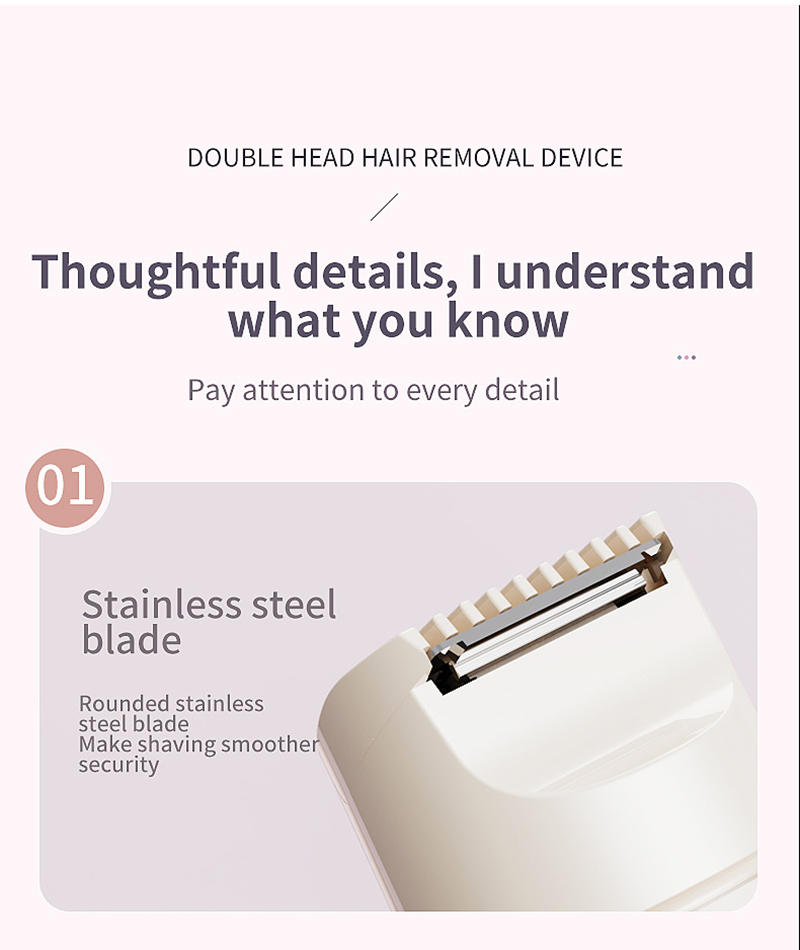 DOUBLE HEAD HAIR REMOVAL DEVICE
Thoughtful details, I understand
what you know
Pay attention to every detail
01
Stainless steel
blade
Rounded stainless
steel blade
Make shaving smoother
security